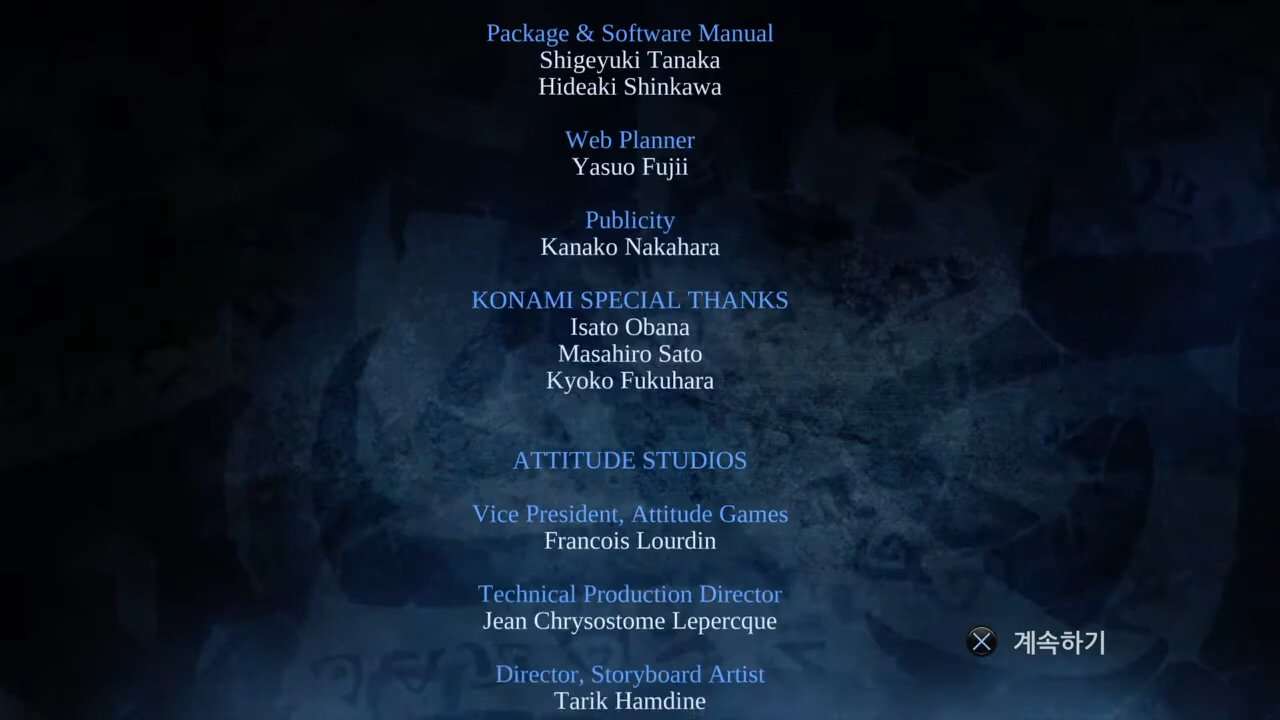 Package & Software Manual
Shigeyuki Tanaka
Hideaki Shinkawa
Web Planner
Yasuo Fujii
Publicity
Kanako Nakahara
KONAMI SPECIAL THANKS
Isato Obana
Masahiro Sato
Kyoko Fukuhara
ATTITUDE STUDIOS
Vice President, Attitude Games
Francois Lourdin
Technical Production Director
Jean Chrysostome Lepercque
계속하기
Director, Storyboard Artist
Tarik Hamdine